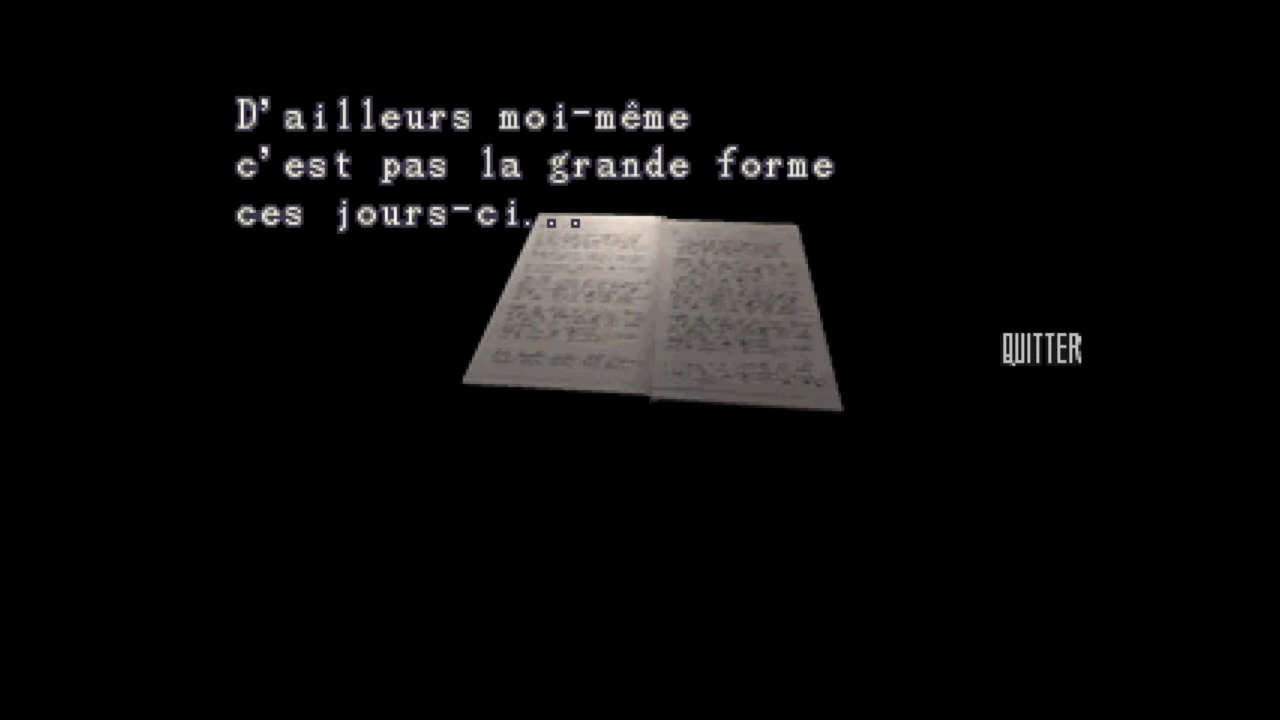 D'ailleurs moi-même
c'est pas la grande forme
ces jours-ci...
QUITTER